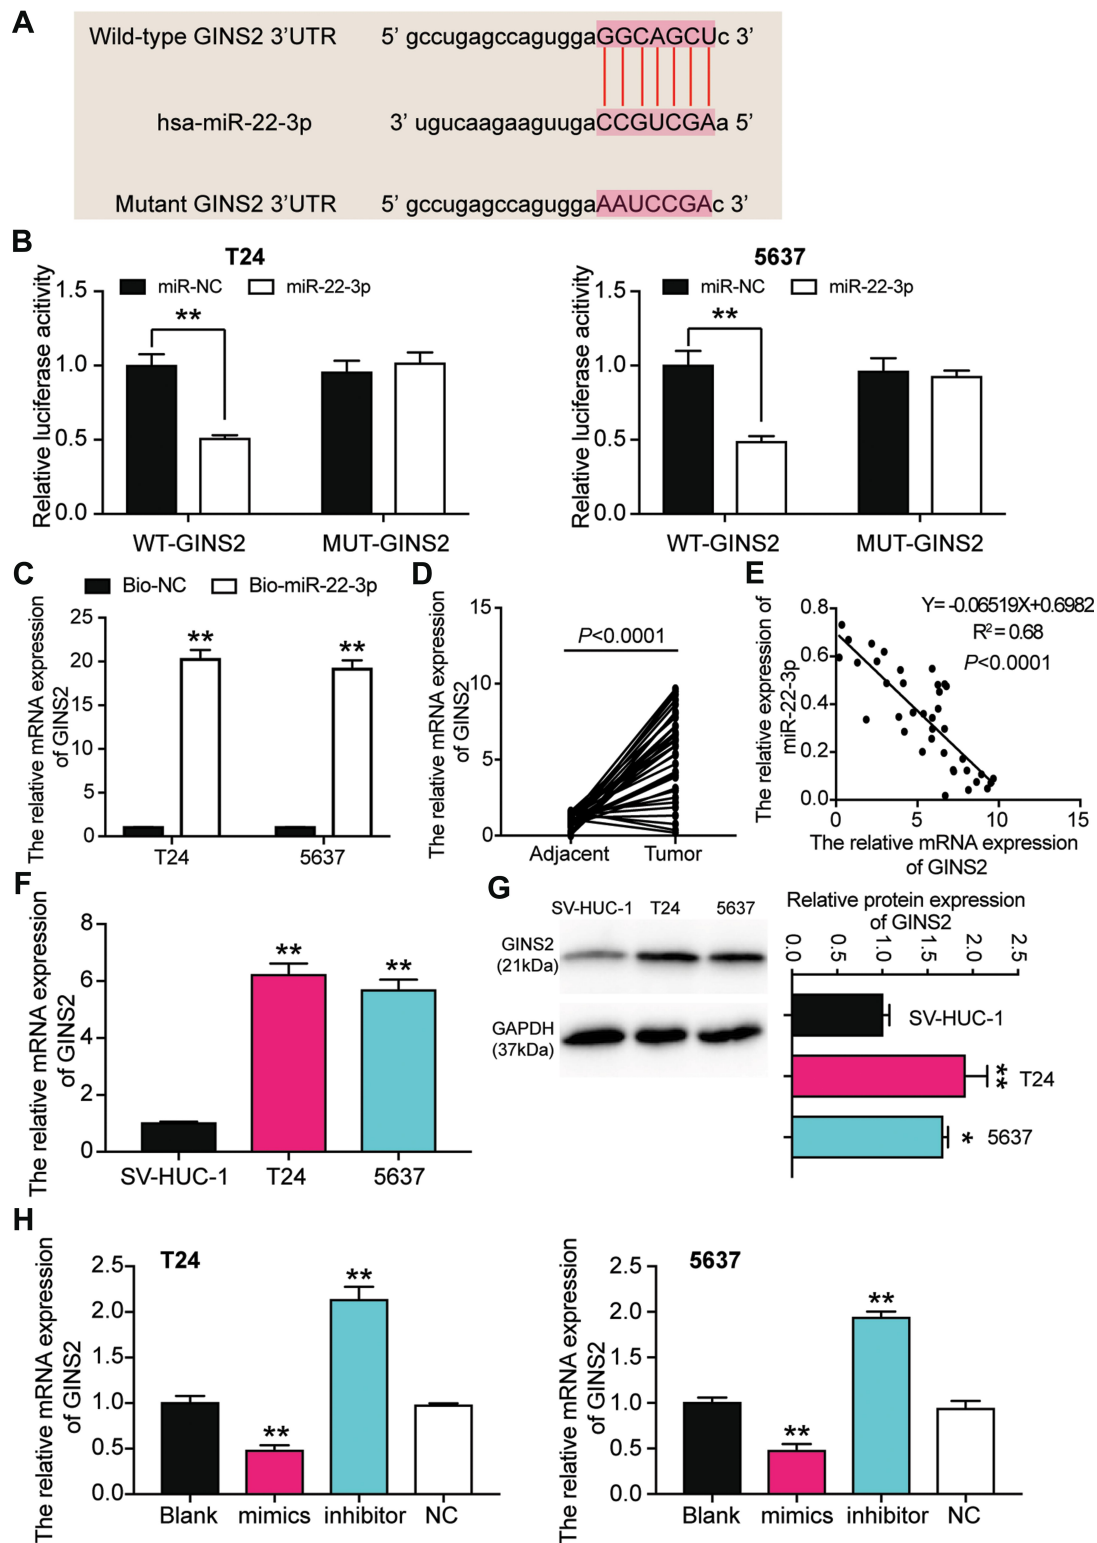 A
Wild-type GINS2 3’UTR 5’ gccugagccaguggaGGCAGCUc 3’
hsa-miR-22-3p 3’ ugucaagaaguugaCCGUCGAa 5’
Mutant GINS2 3’UTR 5’ gccugagccaguggaAAUCCGAc 3’
B
T24
miR-NC miR-22-3p
Relative luciferase acitivity
1.5
1.0
0.5
0.0
**
WT-GINS2 MUT-GINS2
5637
miR-NC miR-22-3p
Relative luciferase acitivity
1.5
1.0
0.5
0.0
**
WT-GINS2 MUT-GINS2
C
Bio-NC Bio-miR-22-3p
The relative mRNA expression
of GINS2
25
20
15
10
5
0
** **
T24 5637
D
The relative mRNA expression
of GINS2
15
10
5
0
P<0.0001
Adjacent Tumor
E
The relative expression of
miR-22-3p
0.8
0.6
0.4
0.2
0.0
Y= -0.06519X+0.6982
R²= 0.68
P<0.0001
0 5 10 15
The relative mRNA expression
of GINS2
F
The relative mRNA expression
of GINS2
8
6
4
2
0
** **
SV-HUC-1 T24 5637
G
SV-HUC-1 T24 5637
GINS2
(21kDa)
GAPDH
(37kDa)
Relative protein expression
of GINS2
0.0 0.5 1.0 1.5 2.0 2.5
SV-HUC-1
** T24
* 5637
H
T24
The relative mRNA expression
of GINS2
2.5
2.0
1.5
1.0
0.5
0.0
** **
Blank mimics inhibitor NC
5637
The relative mRNA expression
of GINS2
2.5
2.0
1.5
1.0
0.5
0.0
** **
Blank mimics inhibitor NC